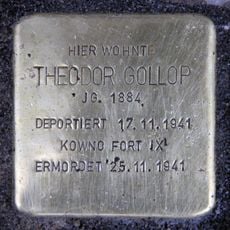 HIER WOHNTE
THEODOR GOLLOP
JG. 1884
DEPORTIERT 17.11.1941
KOWNO FORT IX
ERMORDET 25.11.1941